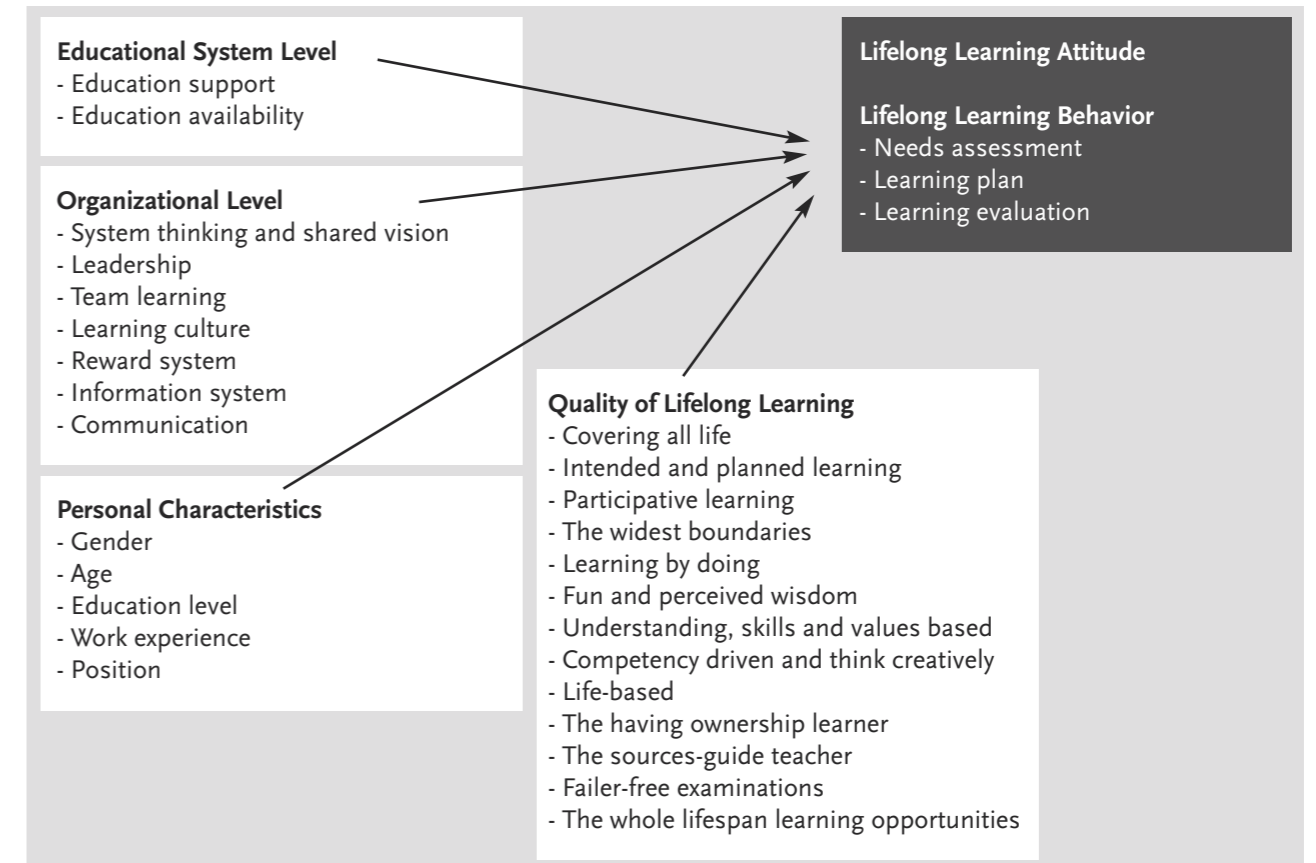 Educational System Level
- Education support
- Education availability
Organizational Level
- System thinking and shared vision
- Leadership
- Team learning
- Learning culture
- Reward system
- Information system
- Communication
Personal Characteristics
- Gender
- Age
- Education level
- Work experience
- Position
Lifelong Learning Attitude
Lifelong Learning Behavior
- Needs assessment
- Learning plan
- Learning evaluation
Quality of Lifelong Learning
- Covering all life
- Intended and planned learning
- Participative learning
- The widest boundaries
- Learning by doing
- Fun and perceived wisdom
- Understanding, skills and values based
- Competency driven and think creatively
- Life-based
- The having ownership learner
- The sources-guide teacher
- Failer-free examinations
- The whole lifespan learning opportunities